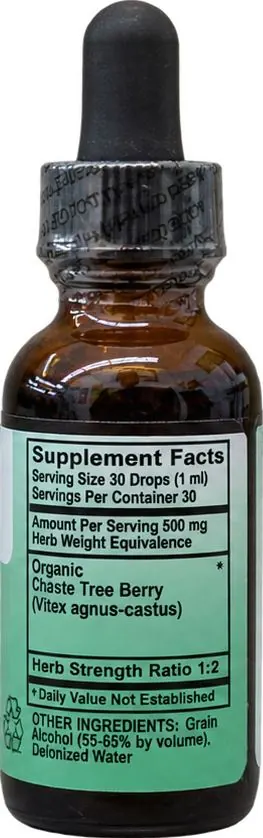 Supplement Facts
Serving Size 30 Drops (1 ml)
Servings Per Container 30
Amount Per Serving 500 mg
Herb Weight Equivalence
Organic *
Chaste Tree Berry
(Vitex agnus-castus)
Herb Strength Ratio 1:2
* Daily Value Not Established
OTHER INGREDIENTS: Grain
Alcohol (55-65% by volume).
Deionized Water